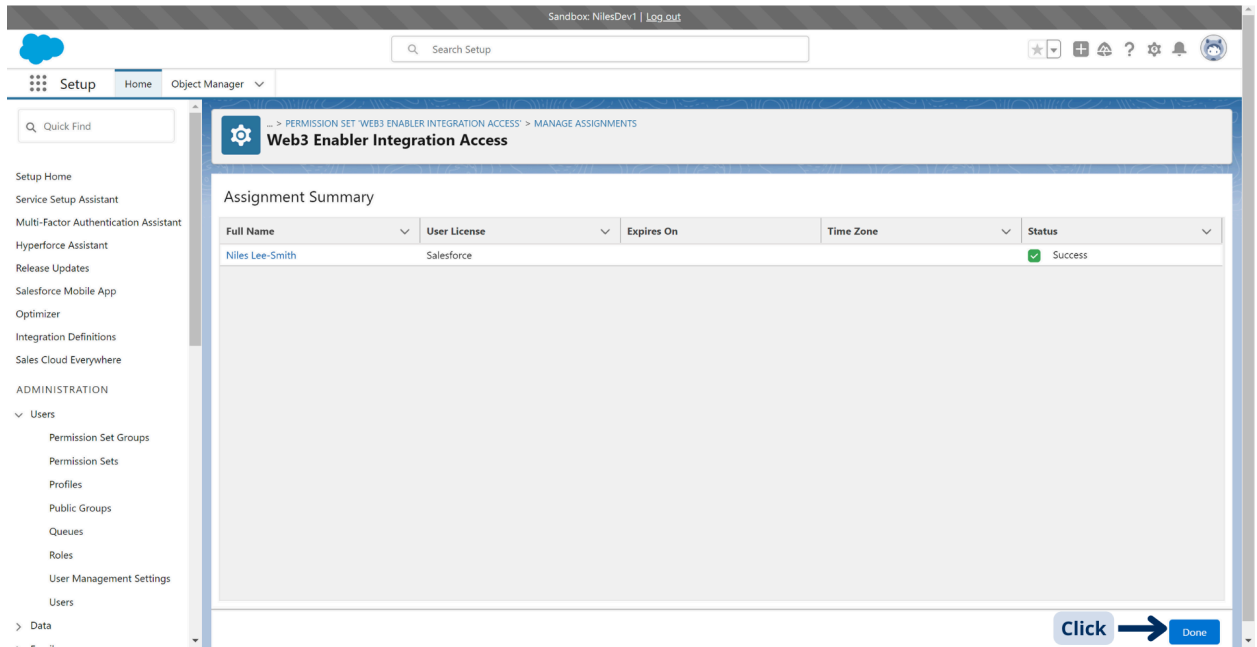 Sandbox: NilesDev1 | Log out
Search Setup
Setup
Home
Object Manager
Quick Find
... > PERMISSION SET 'WEB3 ENABLER INTEGRATION ACCESS' > MANAGE ASSIGNMENTS
Web3 Enabler Integration Access
Setup Home
Service Setup Assistant
Multi-Factor Authentication Assistant
Hyperforce Assistant
Release Updates
Salesforce Mobile App
Optimizer
Integration Definitions
Sales Cloud Everywhere
ADMINISTRATION
Users
Permission Set Groups
Permission Sets
Profiles
Public Groups
Queues
Roles
User Management Settings
Users
Data
Assignment Summary
Full Name User License Expires On Time Zone Status
Niles Lee-Smith Salesforce Success
Click
Done